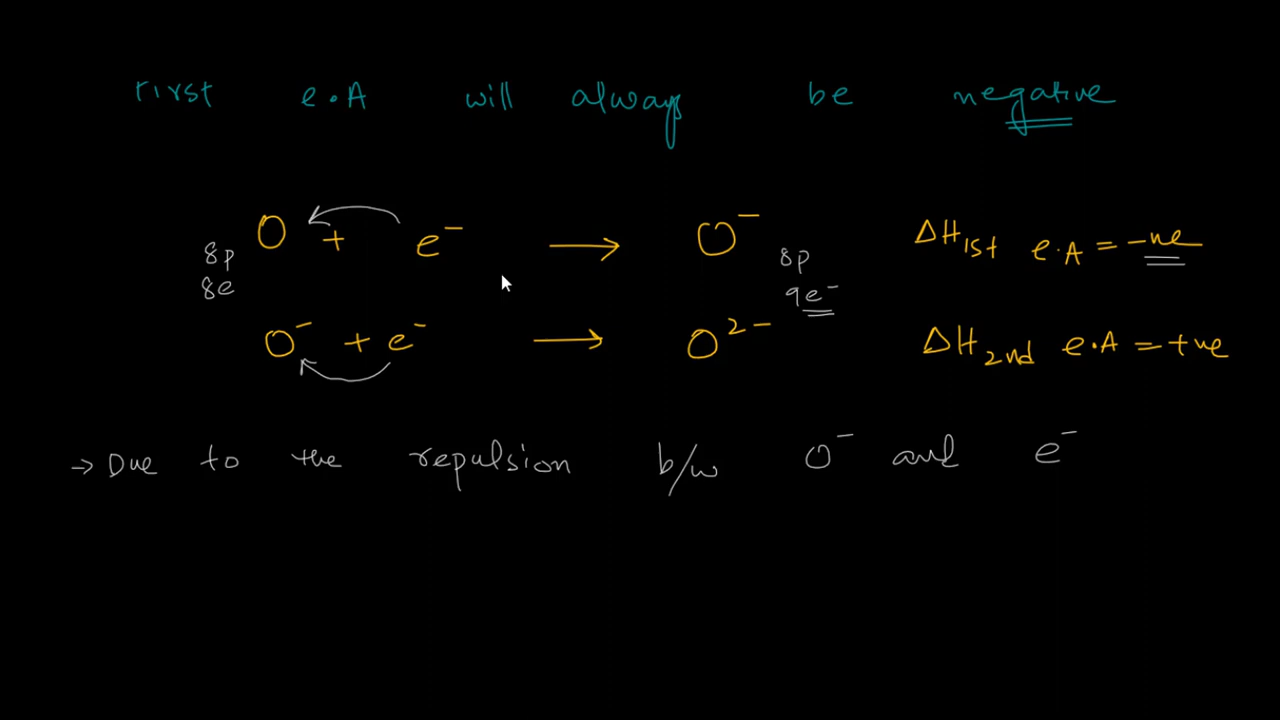 First e.A will always be negative
O + e⁻ → O⁻ ΔH1st e.A = -ve
8p 8p
8e 9e⁻
O⁻ + e⁻ → O²⁻ ΔH2nd e.A = +ve
→ Due to the repulsion b/w O⁻ and e⁻